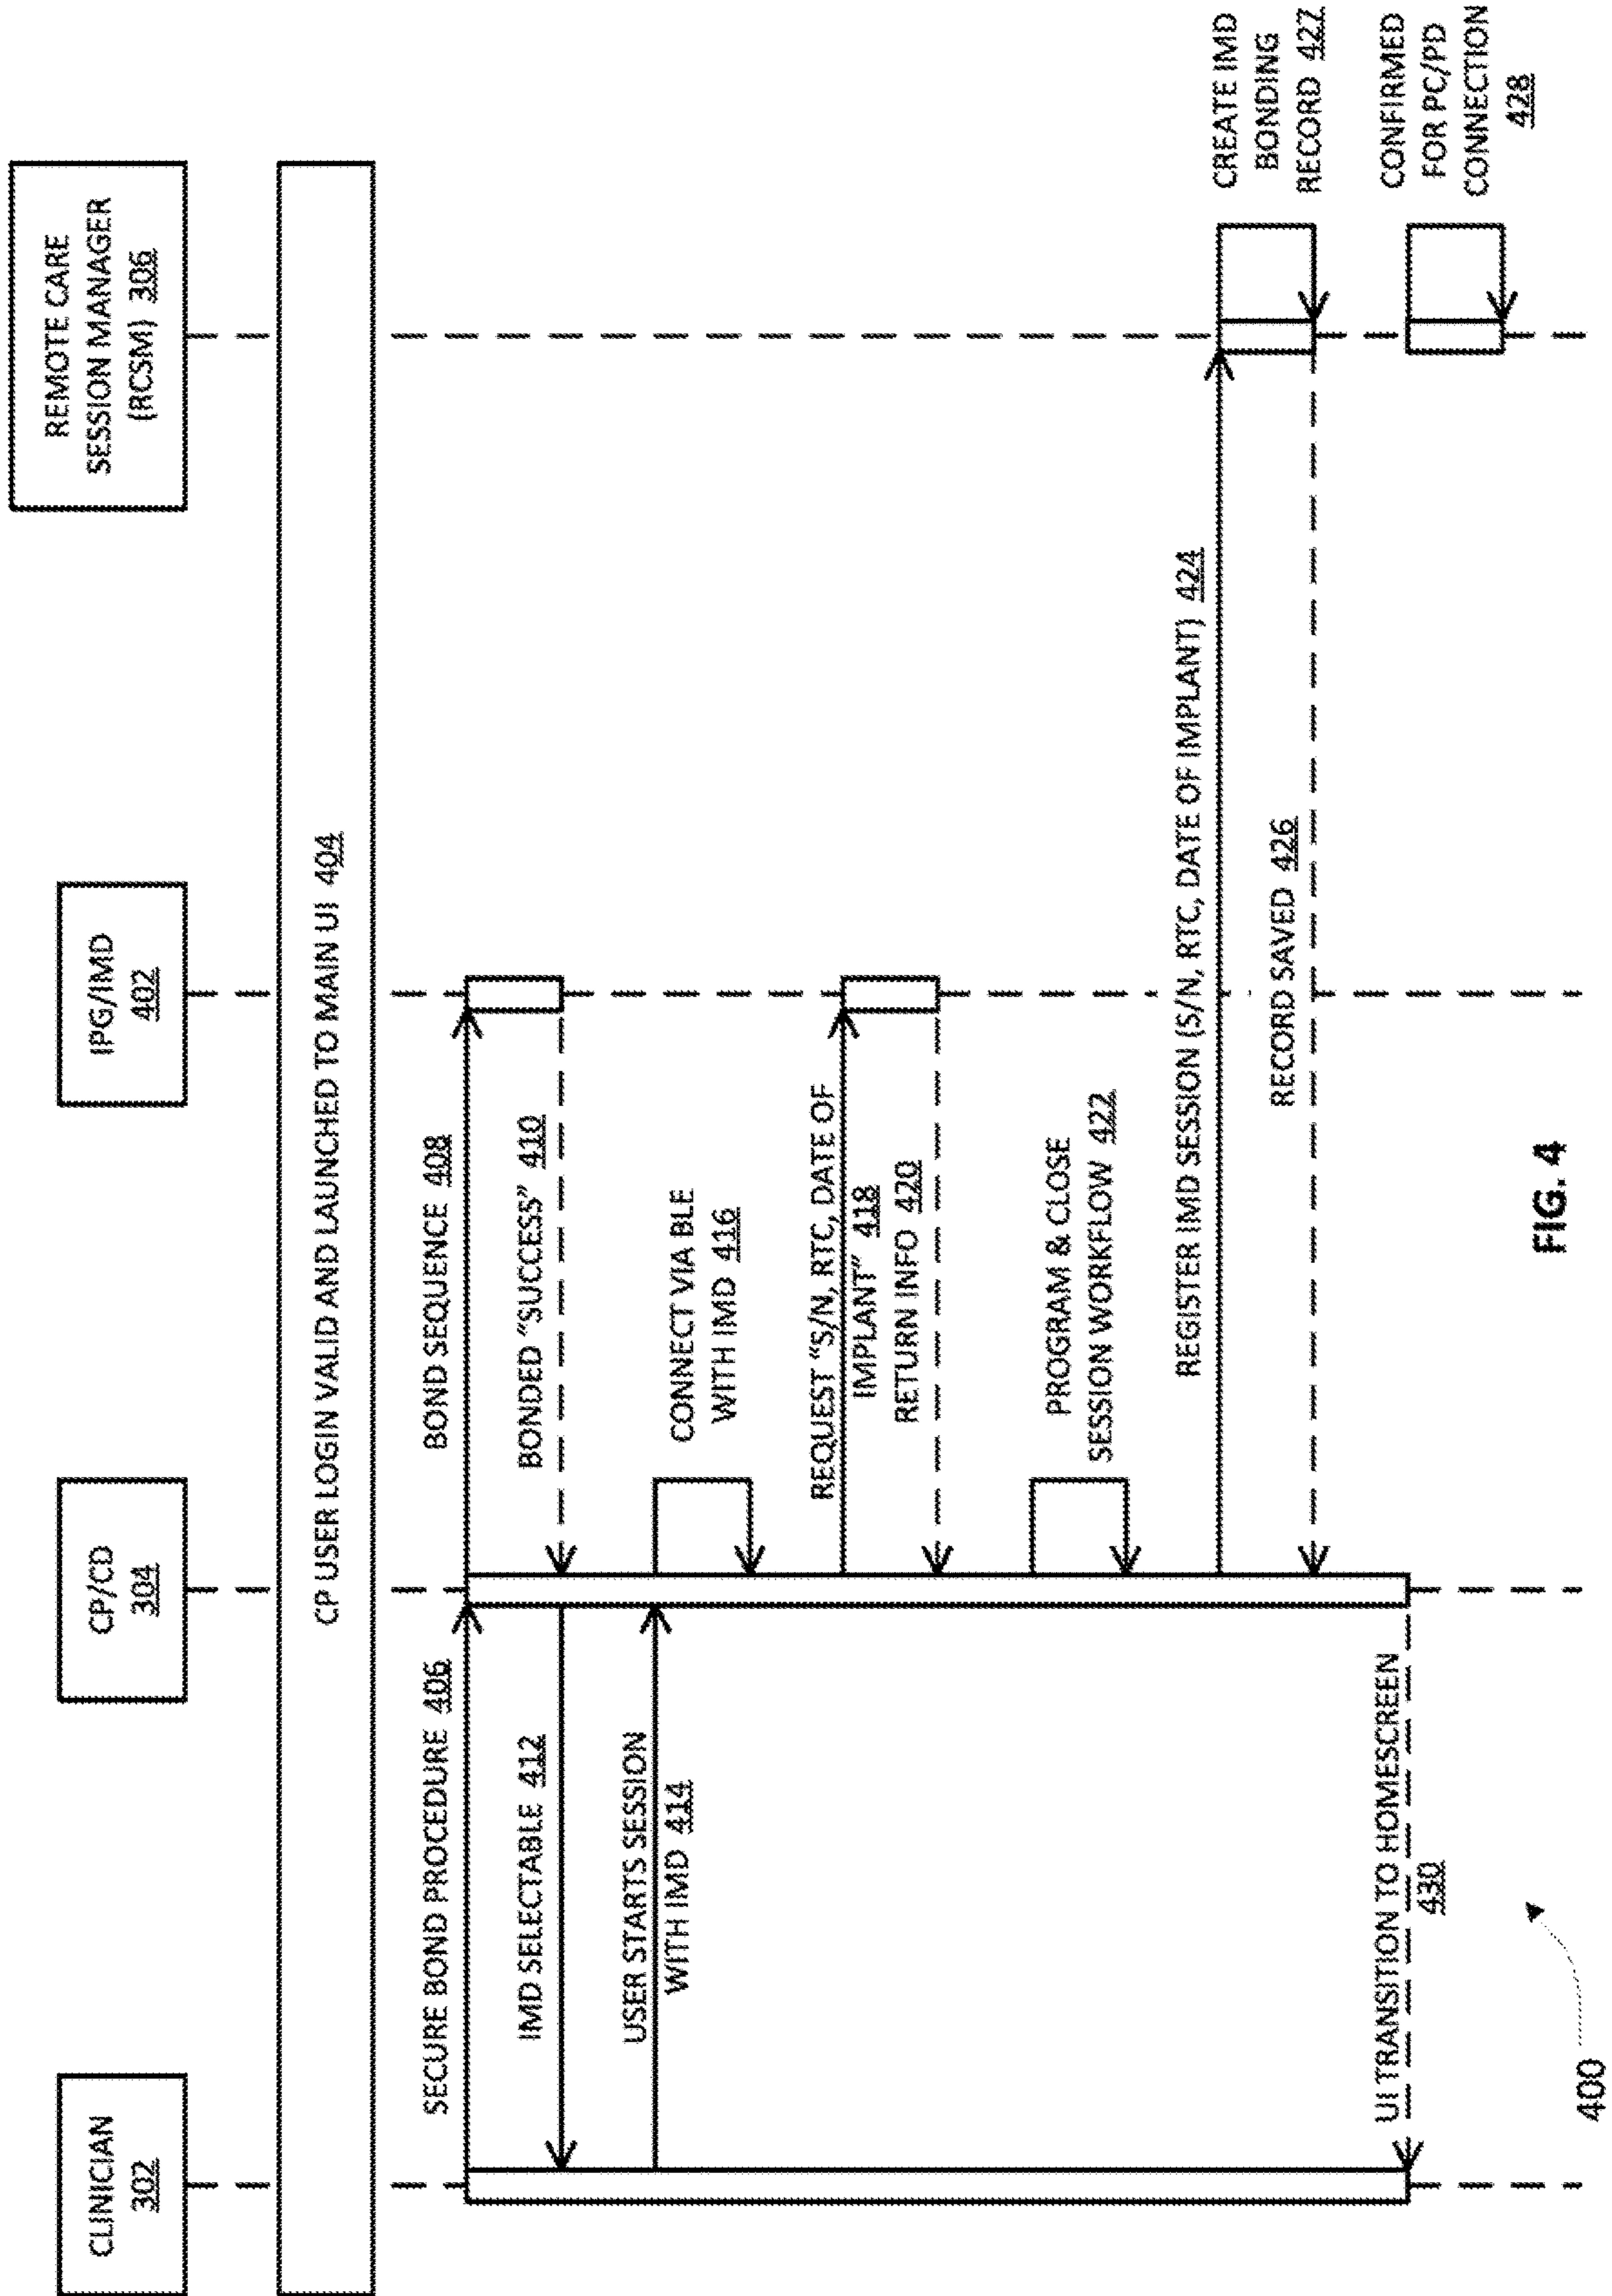 CLINICIAN
302
CP/CD
304
IPG/IMD
402
REMOTE CARE
SESSION MANAGER
(RCSM) 306
CP USER LOGIN VALID AND LAUNCHED TO MAIN UI 404
SECURE BOND PROCEDURE 406
BOND SEQUENCE 408
IMD SELECTABLE 412
BONDED "SUCCESS" 410
USER STARTS SESSION
WITH IMD 414
CONNECT VIA BLE
WITH IMD 416
REQUEST "S/N, RTC, DATE OF
IMPLANT" 418
RETURN INFO 420
PROGRAM & CLOSE
SESSION WORKFLOW 422
REGISTER IMD SESSION (S/N, RTC, DATE OF IMPLANT) 424
CREATE IMD
BONDING
RECORD 427
RECORD SAVED 426
CONFIRMED
FOR PC/PD
CONNECTION
428
UI TRANSITION TO HOMESCREEN
430
400
FIG. 4